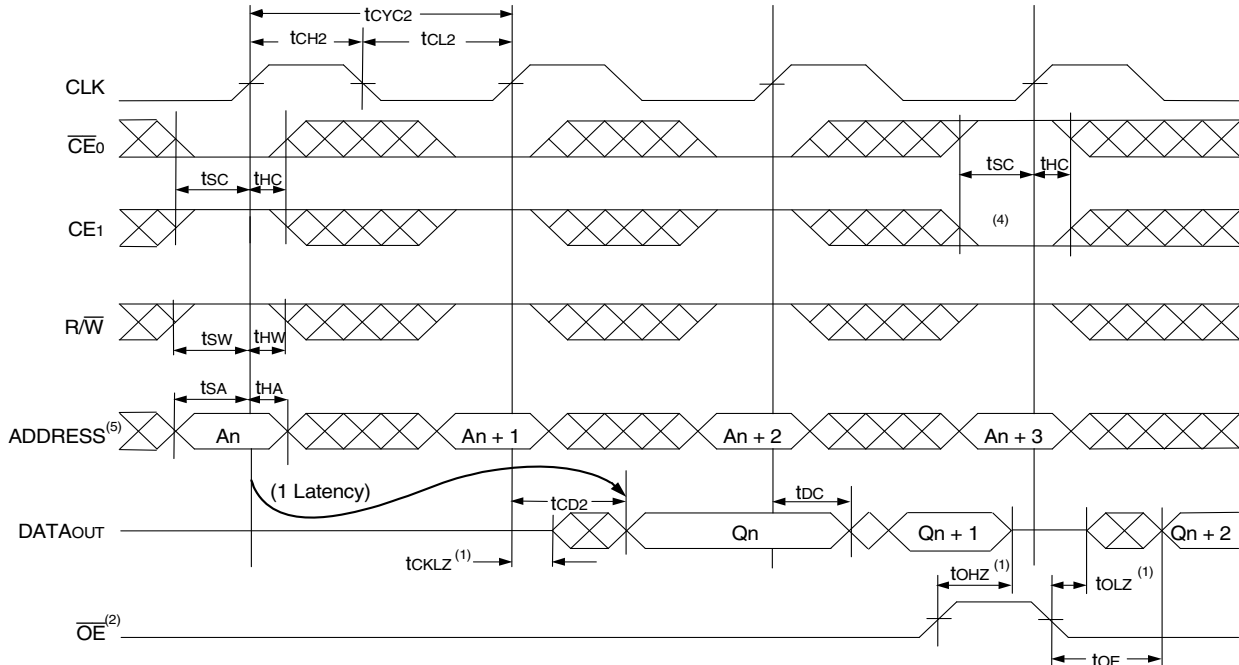 tCYC2
tCH2 tCL2
CLK
CE0
tSC tHC tSC tHC
CE1 (4)
R/W
tSW tHW
tSA tHA
ADDRESS(5) An An + 1 An + 2 An + 3
(1 Latency) tCD2 tDC
DATAOUT Qn Qn + 1 Qn + 2
tCKLZ (1) tOHZ (1) tOLZ (1)
OE(2)
tOE